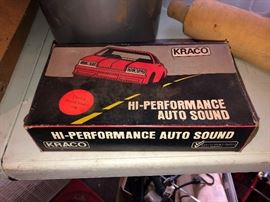 KRACO
HI-PERFORMANCE
AUTO SOUND
HI-PERFORMANCE AUTO SOUND
KRACO